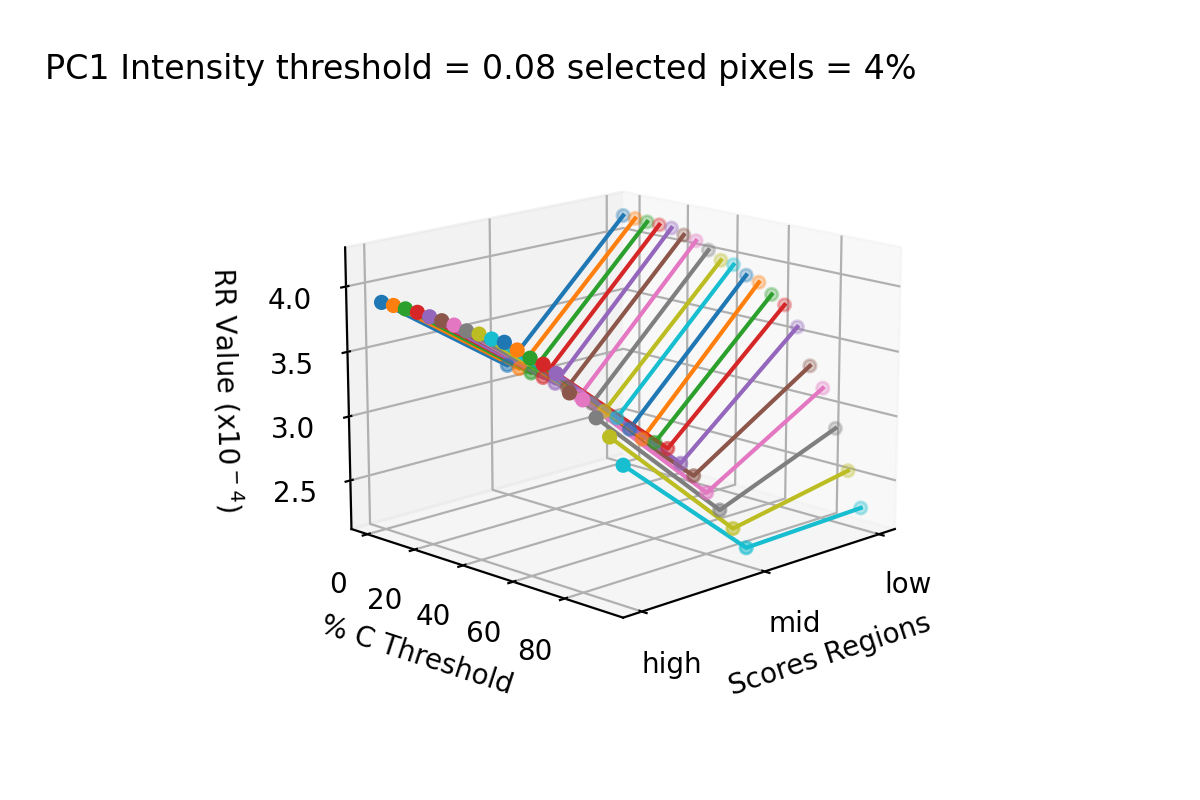 PC1 Intensity threshold = 0.08 selected pixels = 4%
RR Value (x10⁻⁴)
4.0
3.5
3.0
2.5
0
20
40
60
80
% C Threshold
high
mid
low
Scores Regions